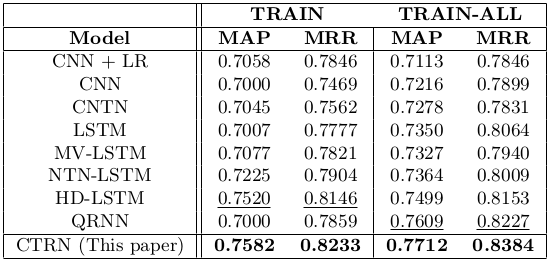 TRAIN TRAIN-ALL
Model MAP MRR MAP MRR
CNN + LR 0.7058 0.7846 0.7113 0.7846
CNN 0.7000 0.7469 0.7216 0.7899
CNTN 0.7045 0.7562 0.7278 0.7831
LSTM 0.7007 0.7777 0.7350 0.8064
MV-LSTM 0.7077 0.7821 0.7327 0.7940
NTN-LSTM 0.7225 0.7904 0.7364 0.8009
HD-LSTM 0.7520 0.8146 0.7499 0.8153
QRNN 0.7000 0.7859 0.7609 0.8227
CTRN (This paper) 0.7582 0.8233 0.7712 0.8384